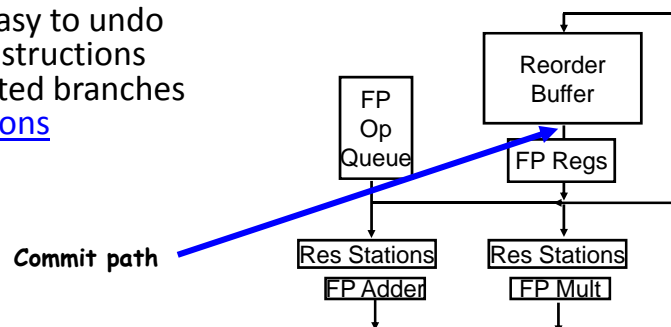 asy to undo
structions
ted branches
ons
Reorder
Buffer
FP
Op
Queue
FP Regs
Commit path
Res Stations
Res Stations
FP Adder
FP Mult